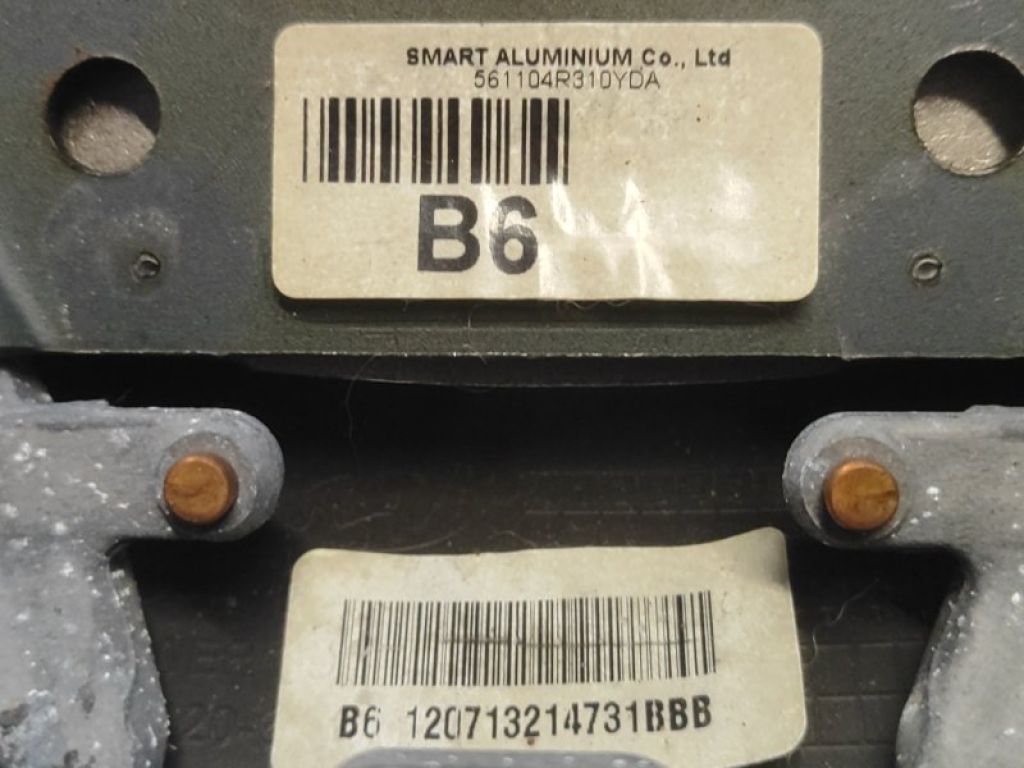 SMART ALUMINIUM Co., Ltd
561104R310YDA
B6
B6 120713214731BBB